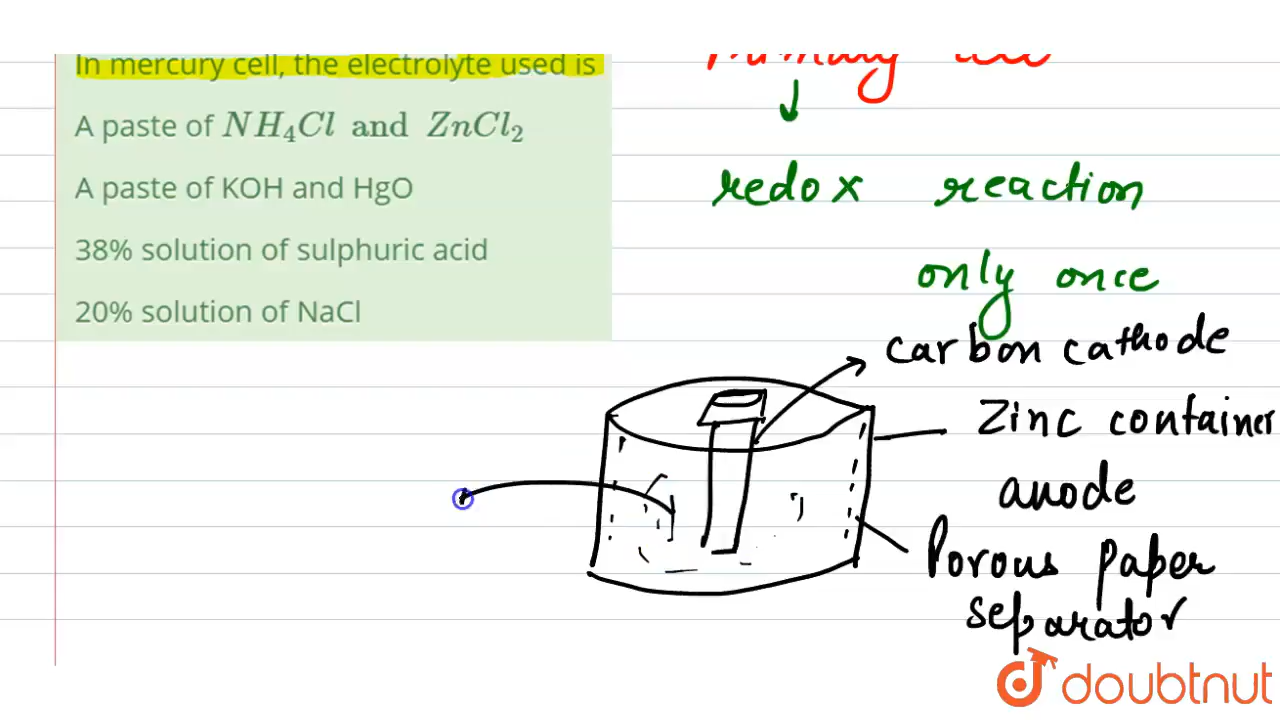 In mercury cell, the electrolyte used is
A paste of NH₄Cl and ZnCl₂
A paste of KOH and HgO
38% solution of sulphuric acid
20% solution of NaCl
Primary cell
redox reaction
only once
carbon cathode
Zinc container
anode
Porous paper
separator
doubtnut